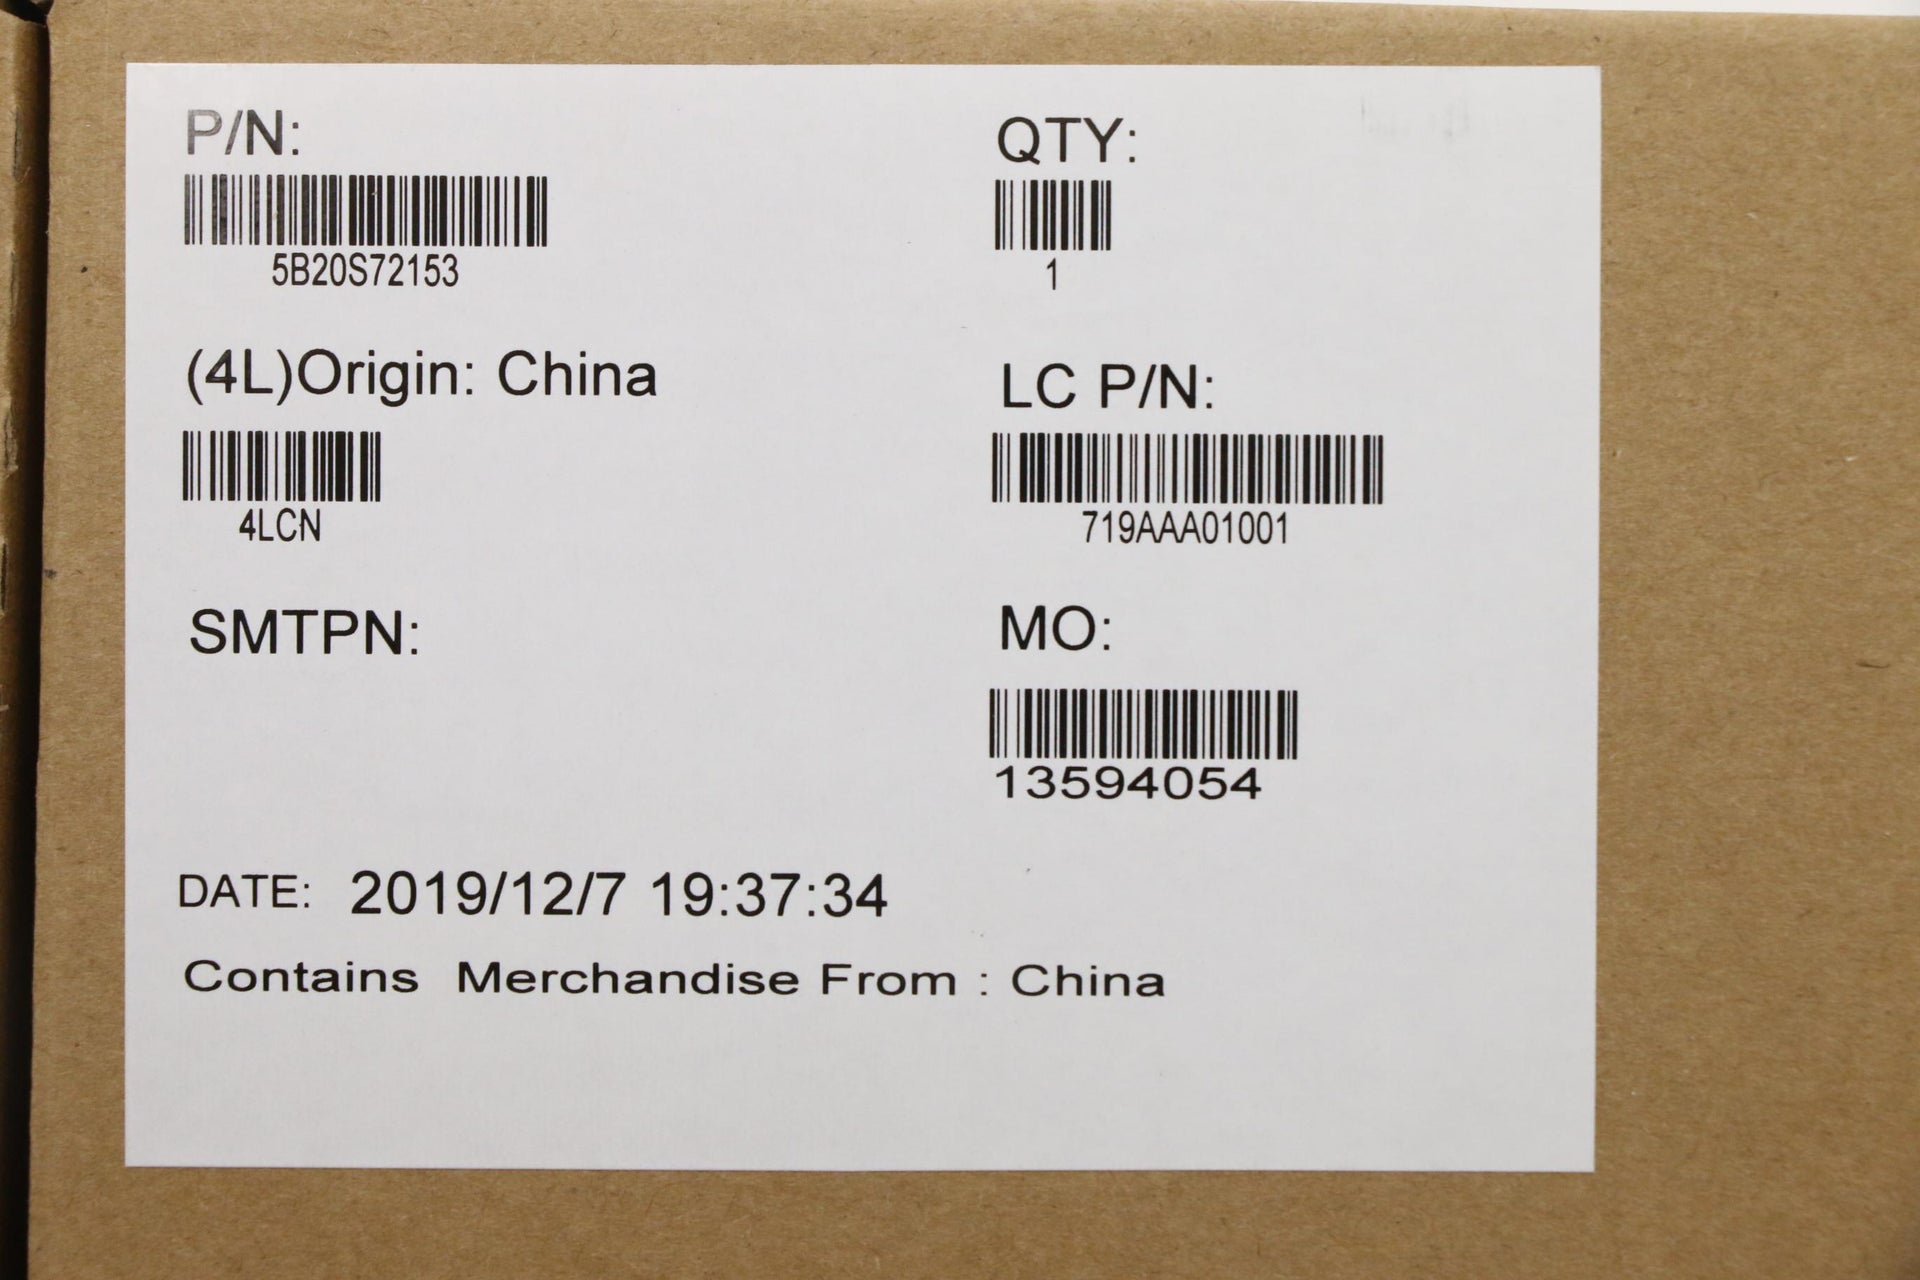 P/N:
5B20S72153
QTY:
1
(4L)Origin: China
4LCN
LC P/N:
719AAA01001
SMTPN:
MO:
13594054
DATE: 2019/12/7 19:37:34
Contains Merchandise From : China